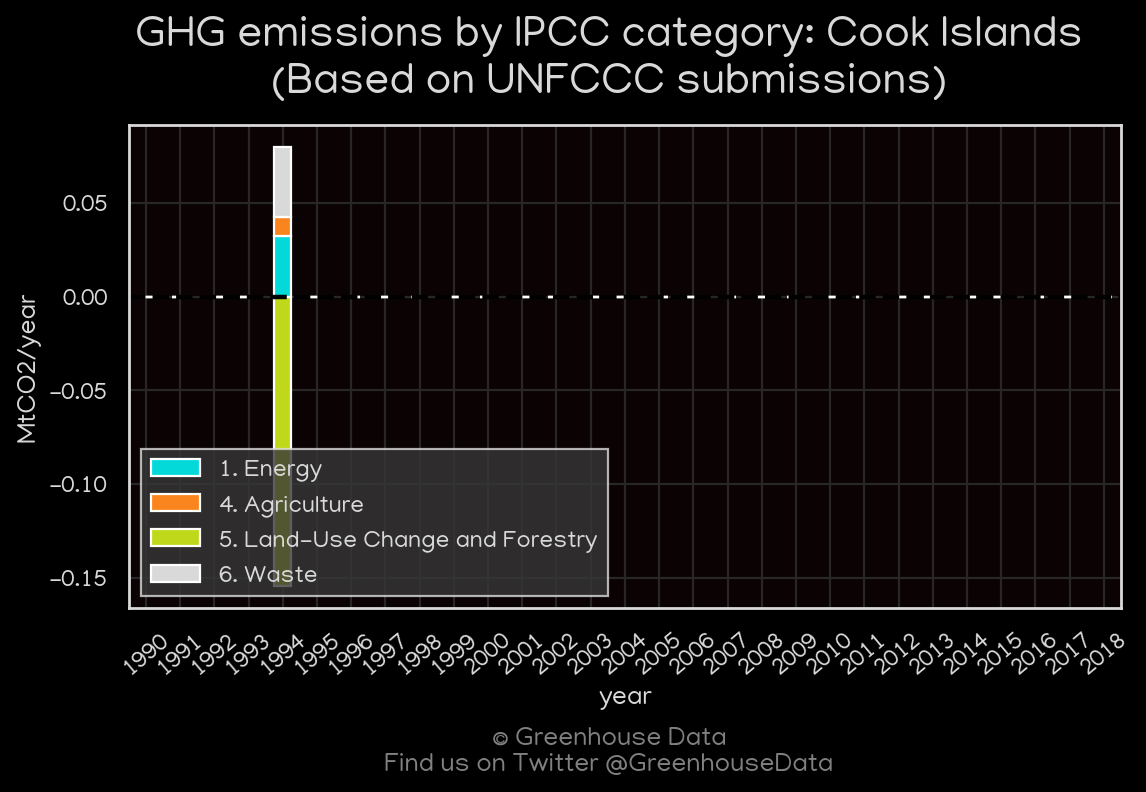 GHG emissions by IPCC category: Cook Islands
(Based on UNFCCC submissions)
MtCO2/year
0.05
0.00
-0.05
-0.10
-0.15
1. Energy
4. Agriculture
5. Land-Use Change and Forestry
6. Waste
1990 1991 1992 1993 1994 1995 1996 1997 1998 1999 2000 2001 2002 2003 2004 2005 2006 2007 2008 2009 2010 2011 2012 2013 2014 2015 2016 2017 2018
year
© Greenhouse Data
Find us on Twitter @GreenhouseData